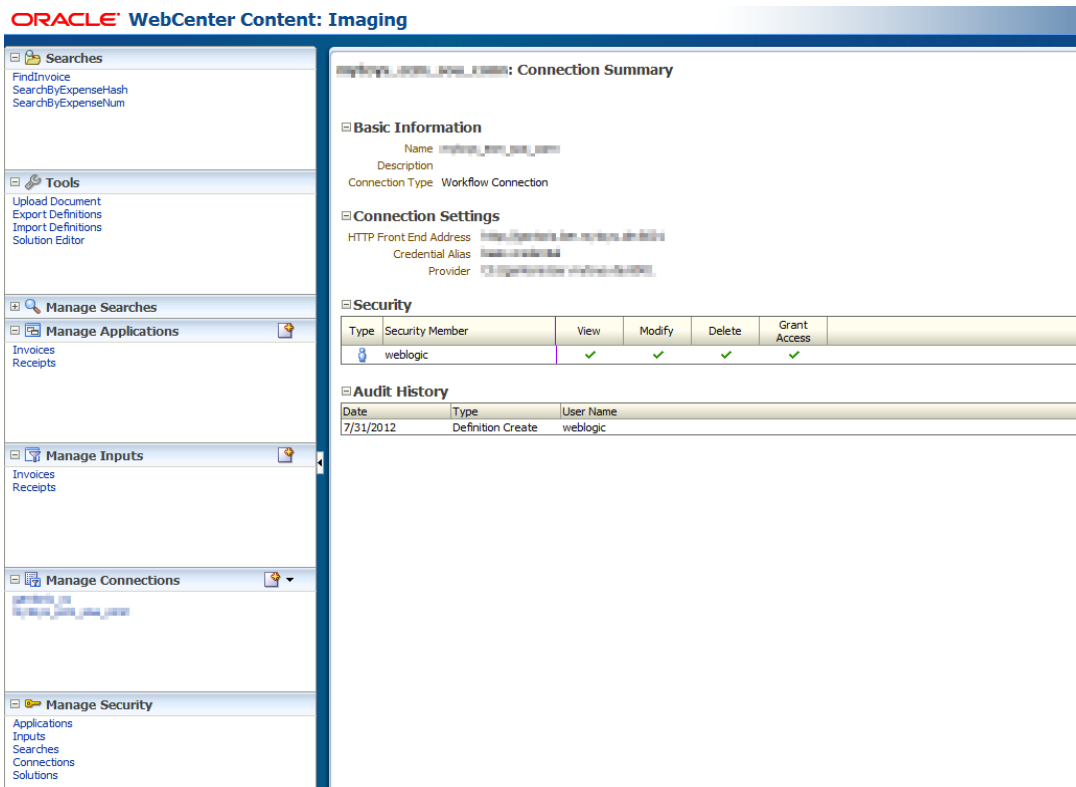 ORACLE WebCenter Content: Imaging
Searches
FindInvoice
SearchByExpenseHash
SearchByExpenseNum
Tools
Upload Document
Export Definitions
Import Definitions
Solution Editor
Manage Searches
Manage Applications
Invoices
Receipts
Manage Inputs
Invoices
Receipts
Manage Connections
Manage Security
Applications
Inputs
Searches
Connections
Solutions
: Connection Summary
Basic Information
Name
Description
Connection Type Workflow Connection
Connection Settings
HTTP Front End Address
Credential Alias
Provider
Security
Type Security Member View Modify Delete Grant Access
weblogic
Audit History
Date Type User Name
7/31/2012 Definition Create weblogic